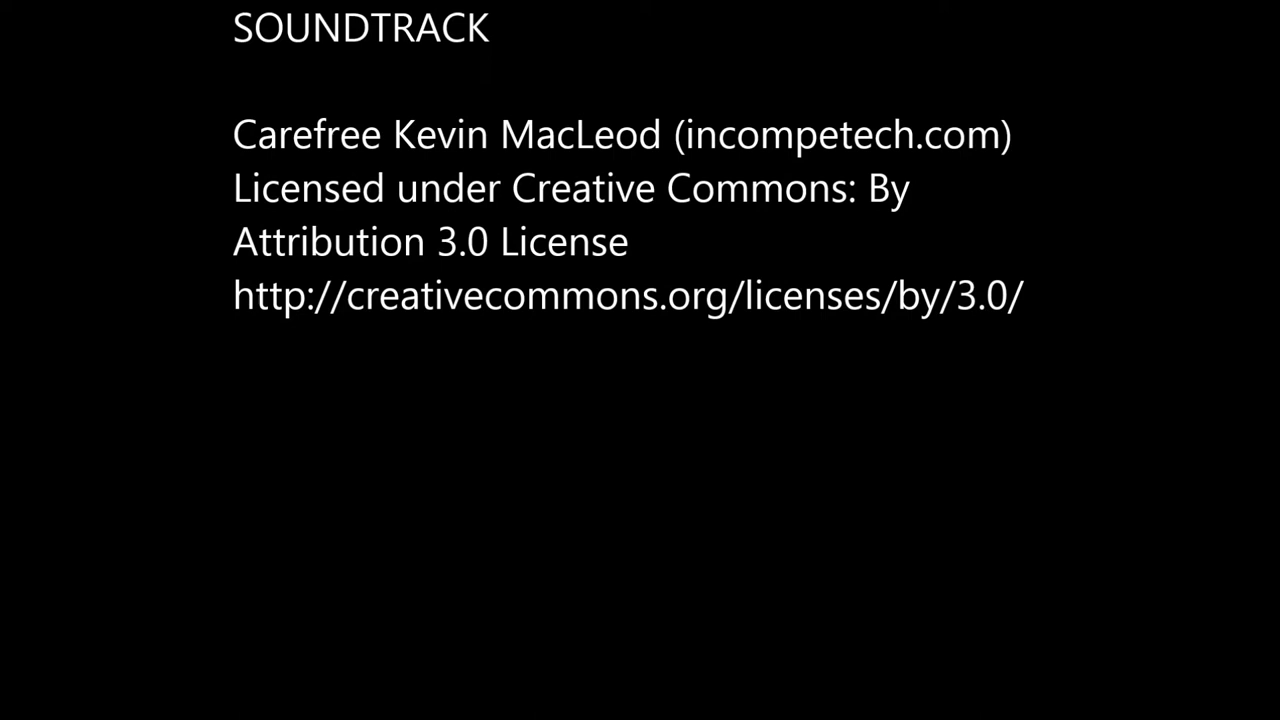 SOUNDTRACK
Carefree Kevin MacLeod (incompetech.com)
Licensed under Creative Commons: By
Attribution 3.0 License
http://creativecommons.org/licenses/by/3.0/